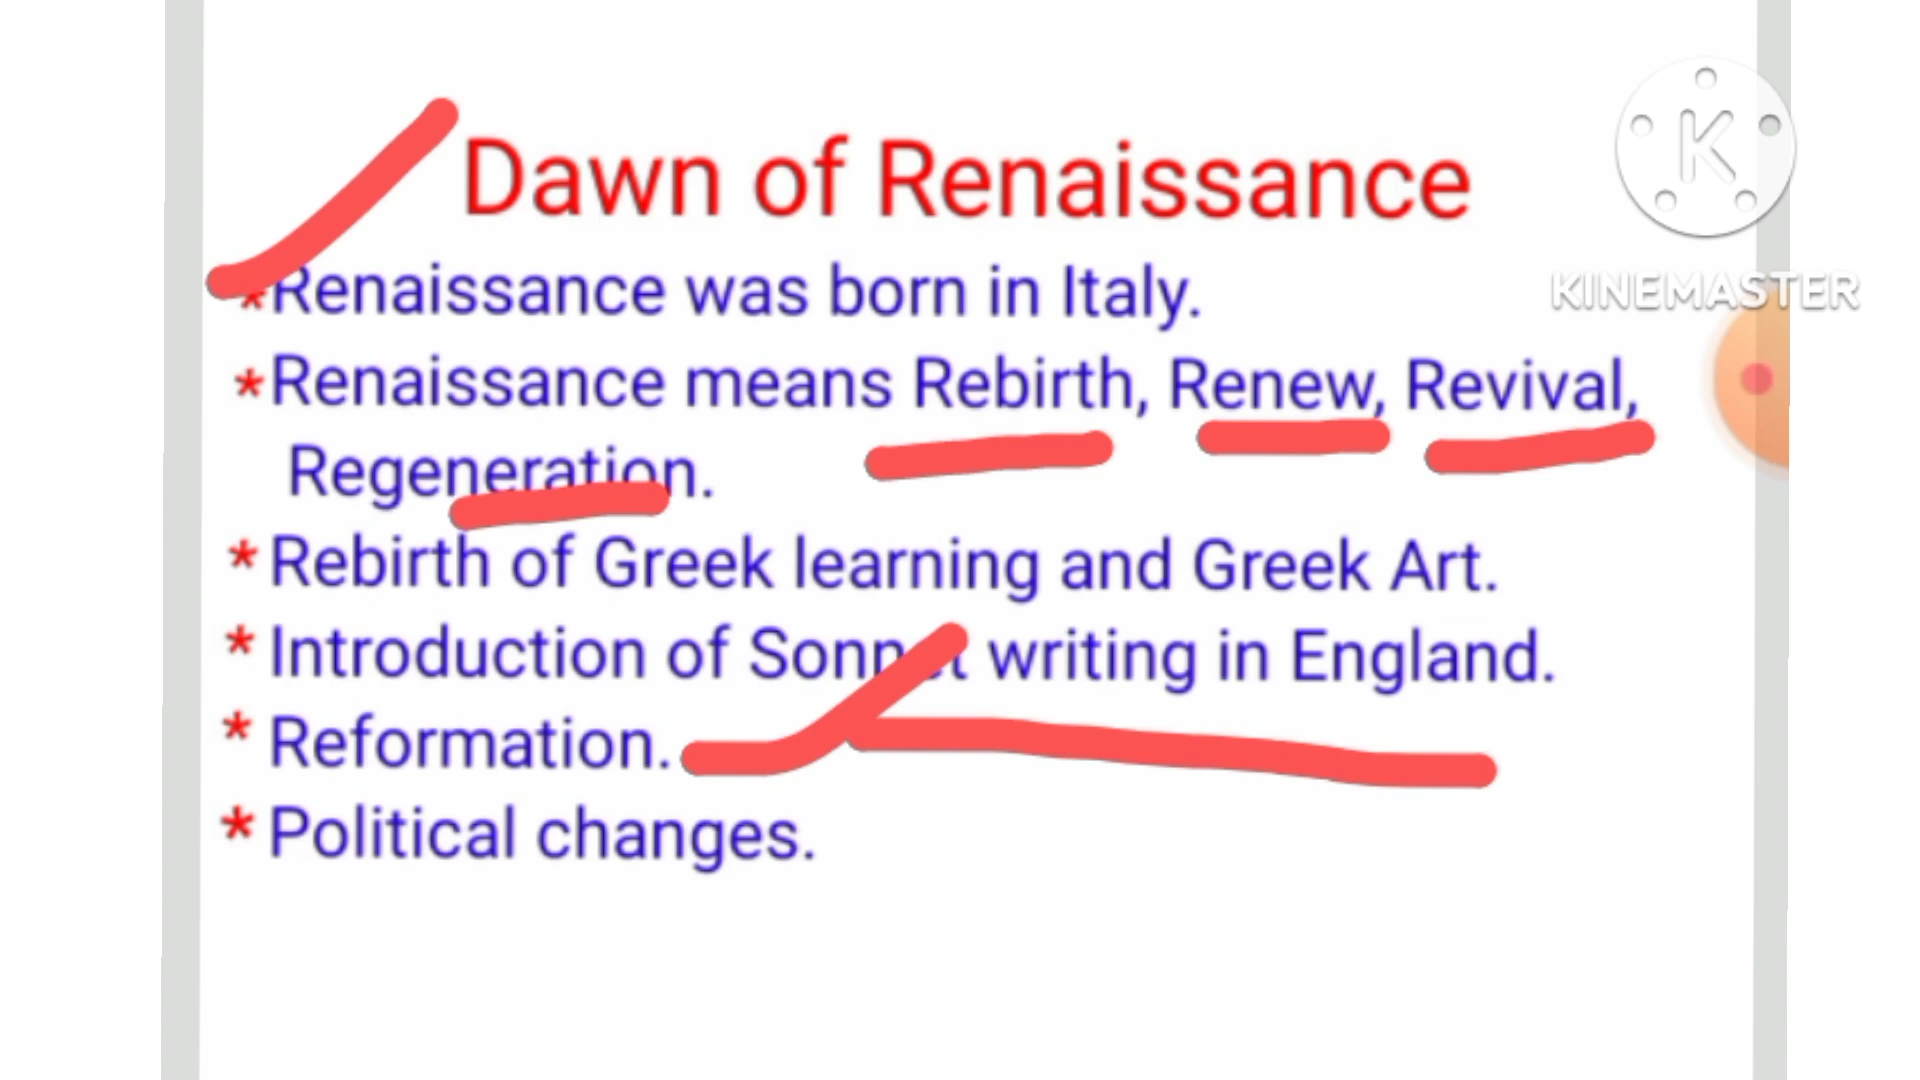 Dawn of Renaissance
*Renaissance was born in Italy.
*Renaissance means Rebirth, Renew, Revival,
Regeneration.
*Rebirth of Greek learning and Greek Art.
*Introduction of Sonnet writing in England.
*Reformation.
*Political changes.
K
KINEMASTER